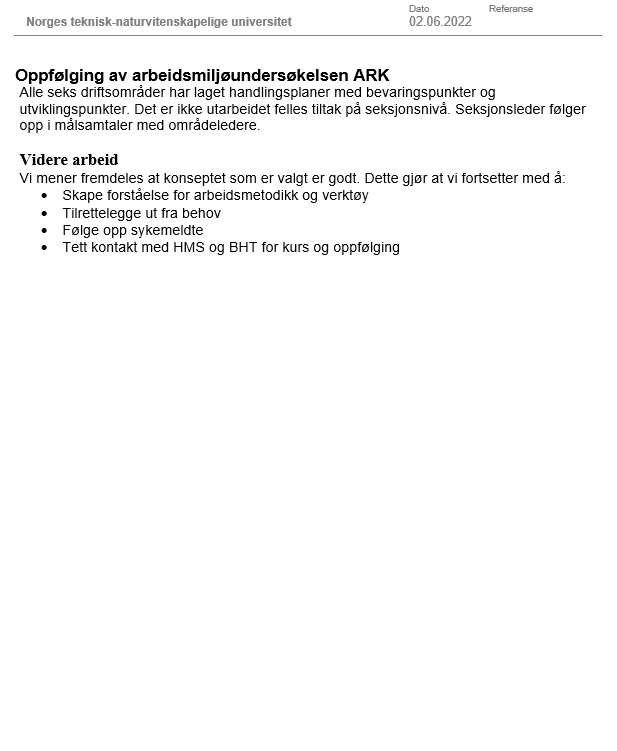 Dato Referanse
Norges teknisk-naturvitenskapelige universitet 02.06.2022
Oppfølging av arbeidsmiljøundersøkelsen ARK
Alle seks driftsområder har laget handlingsplaner med bevaringspunkter og
utviklingspunkter. Det er ikke utarbeidet felles tiltak på seksjonsnivå. Seksjonsleder følger
opp i målsamtaler med områdeledere.
Videre arbeid
Vi mener fremdeles at konseptet som er valgt er godt. Dette gjør at vi fortsetter med å:
• Skape forståelse for arbeidsmetodikk og verktøy
• Tilrettelegge ut fra behov
• Følge opp sykemeldte
• Tett kontakt med HMS og BHT for kurs og oppfølging